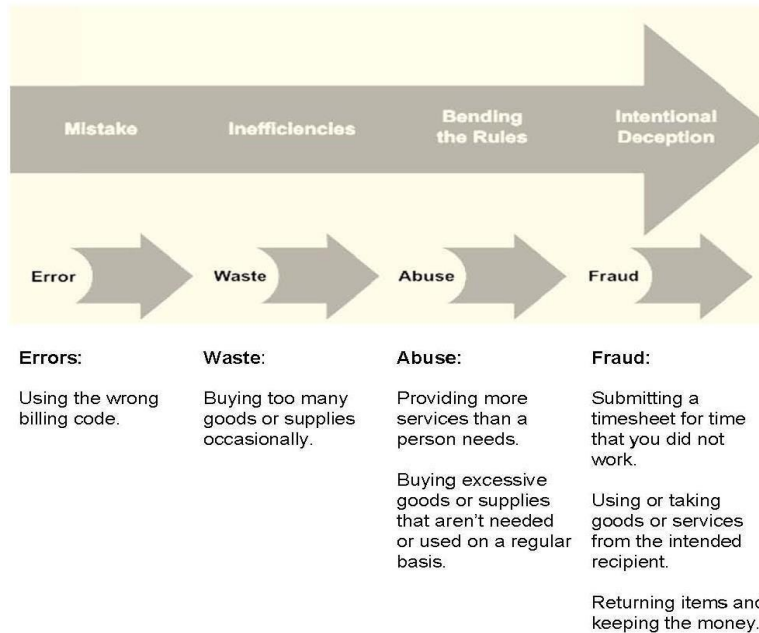 Mistake
Inefficiencies
Bending
the Rules
Intentional
Deception
Error
Waste
Abuse
Fraud
Errors:
Using the wrong
billing code.
Waste:
Buying too many
goods or supplies
occasionally.
Abuse:
Providing more
services than a
person needs.
Buying excessive
goods or supplies
that aren't needed
or used on a regular
basis.
Fraud:
Submitting a
timesheet for time
that you did not
work.
Using or taking
goods or services
from the intended
recipient.
Returning items and
keeping the money.